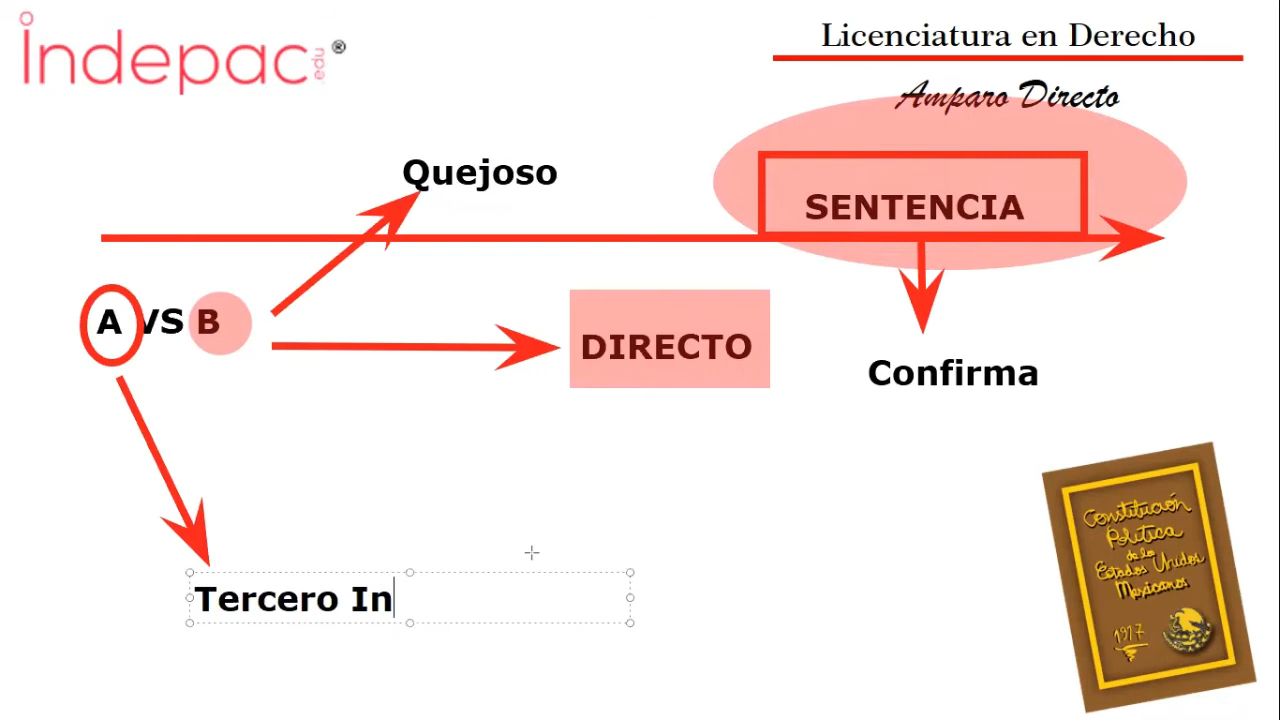 indepac.edu®
Licenciatura en Derecho
Amparo Directo
Quejoso
SENTENCIA
A VS B
DIRECTO
Confirma
Tercero In
Constitución
Política
de los
Estados Unidos
Mexicanos
1917